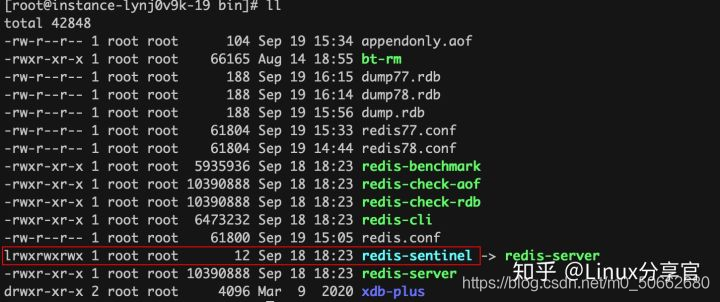 [root@instance-lynj0v9k-19 bin]# ll
total 42848
-rw-r--r-- 1 root root 104 Sep 19 15:34 appendonly.aof
-rwxr-xr-x 1 root root 66165 Aug 14 18:55 bt-rm
-rw-r--r-- 1 root root 188 Sep 19 16:15 dump77.rdb
-rw-r--r-- 1 root root 188 Sep 19 16:14 dump78.rdb
-rw-r--r-- 1 root root 188 Sep 19 15:56 dump.rdb
-rw-r--r-- 1 root root 61804 Sep 19 15:33 redis77.conf
-rw-r--r-- 1 root root 61804 Sep 19 14:44 redis78.conf
-rwxr-xr-x 1 root root 5935936 Sep 18 18:23 redis-benchmark
-rwxr-xr-x 1 root root 10390888 Sep 18 18:23 redis-check-aof
-rwxr-xr-x 1 root root 10390888 Sep 18 18:23 redis-check-rdb
-rwxr-xr-x 1 root root 6473232 Sep 18 18:23 redis-cli
-rw-r--r-- 1 root root 61800 Sep 19 15:05 redis.conf
lrwxrwxrwx 1 root root 12 Sep 18 18:23 redis-sentinel -> redis-server
-rwxr-xr-x 1 root root 10390888 Sep 18 18:23 redis-server
drwxr-xr-x 2 root root 4096 Mar 9 2020 xdb-plus
知乎 @Linux分享官
https://blog.csdn.net/m0_50662680